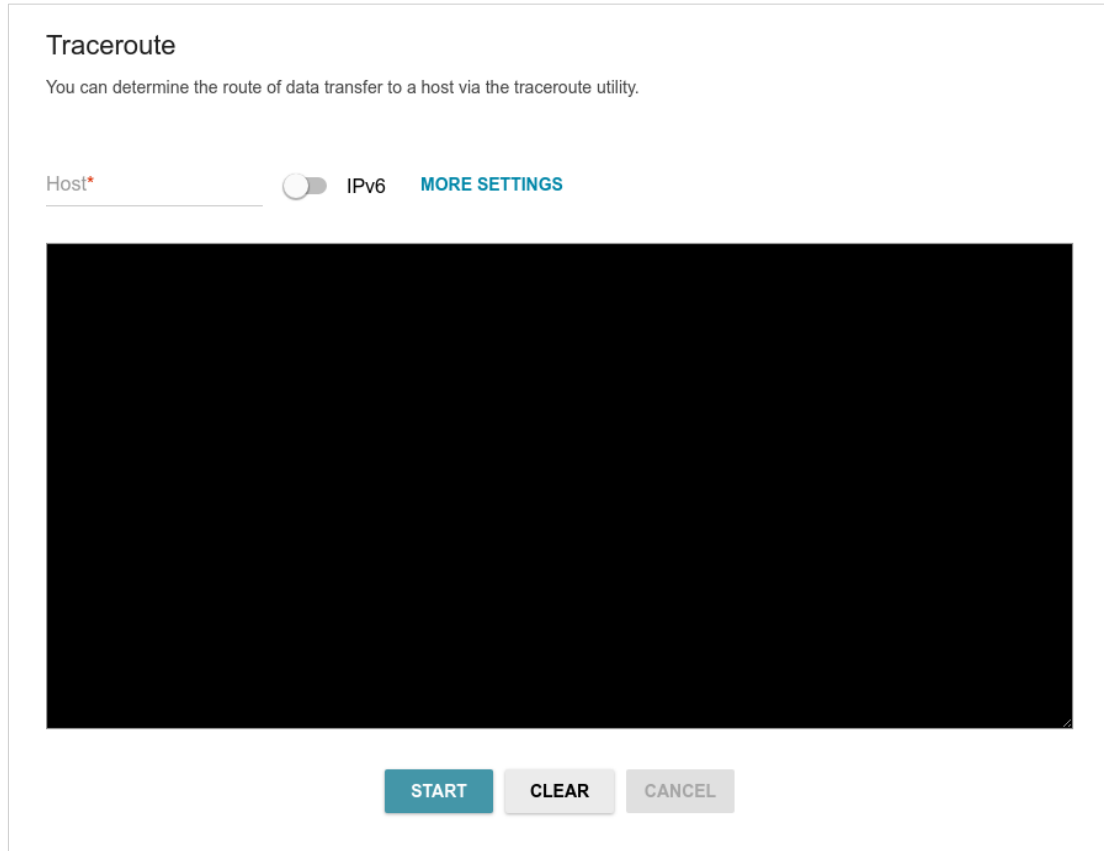 Traceroute
You can determine the route of data transfer to a host via the traceroute utility.
Host* IPv6 MORE SETTINGS
START CLEAR CANCEL